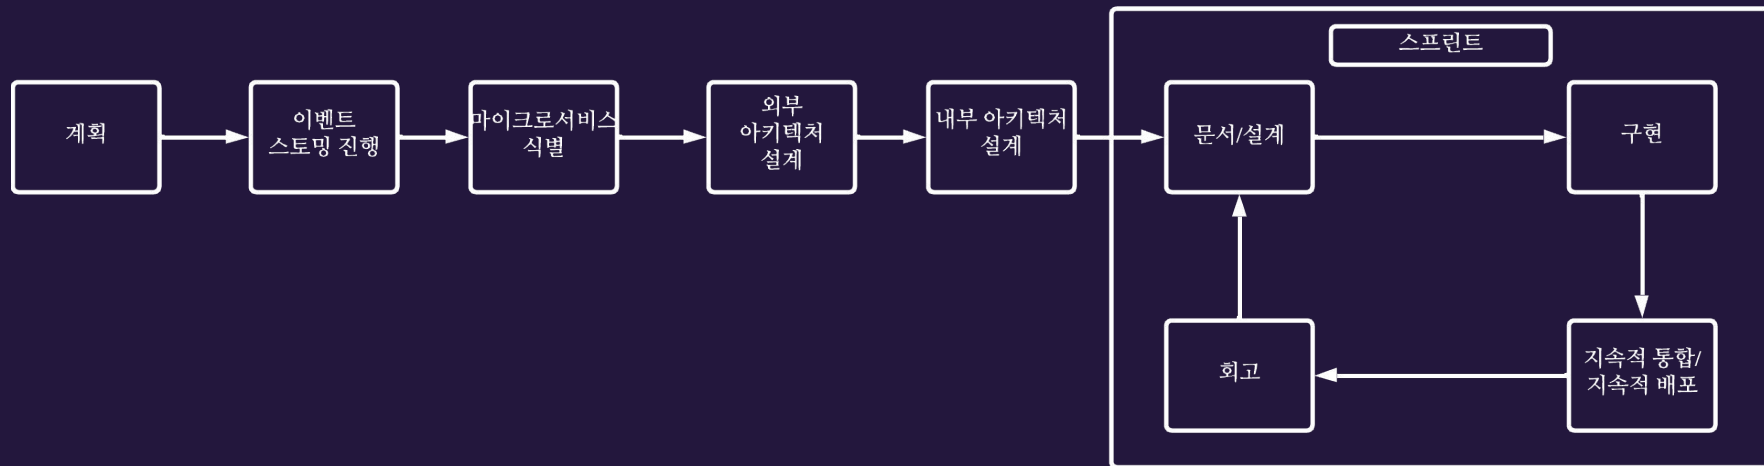 스프린트
계획
이벤트
스토밍 진행
마이크로서비스
식별
외부
아키텍처
설계
내부 아키텍처
설계
문서/설계
구현
지속적 통합/
지속적 배포
회고